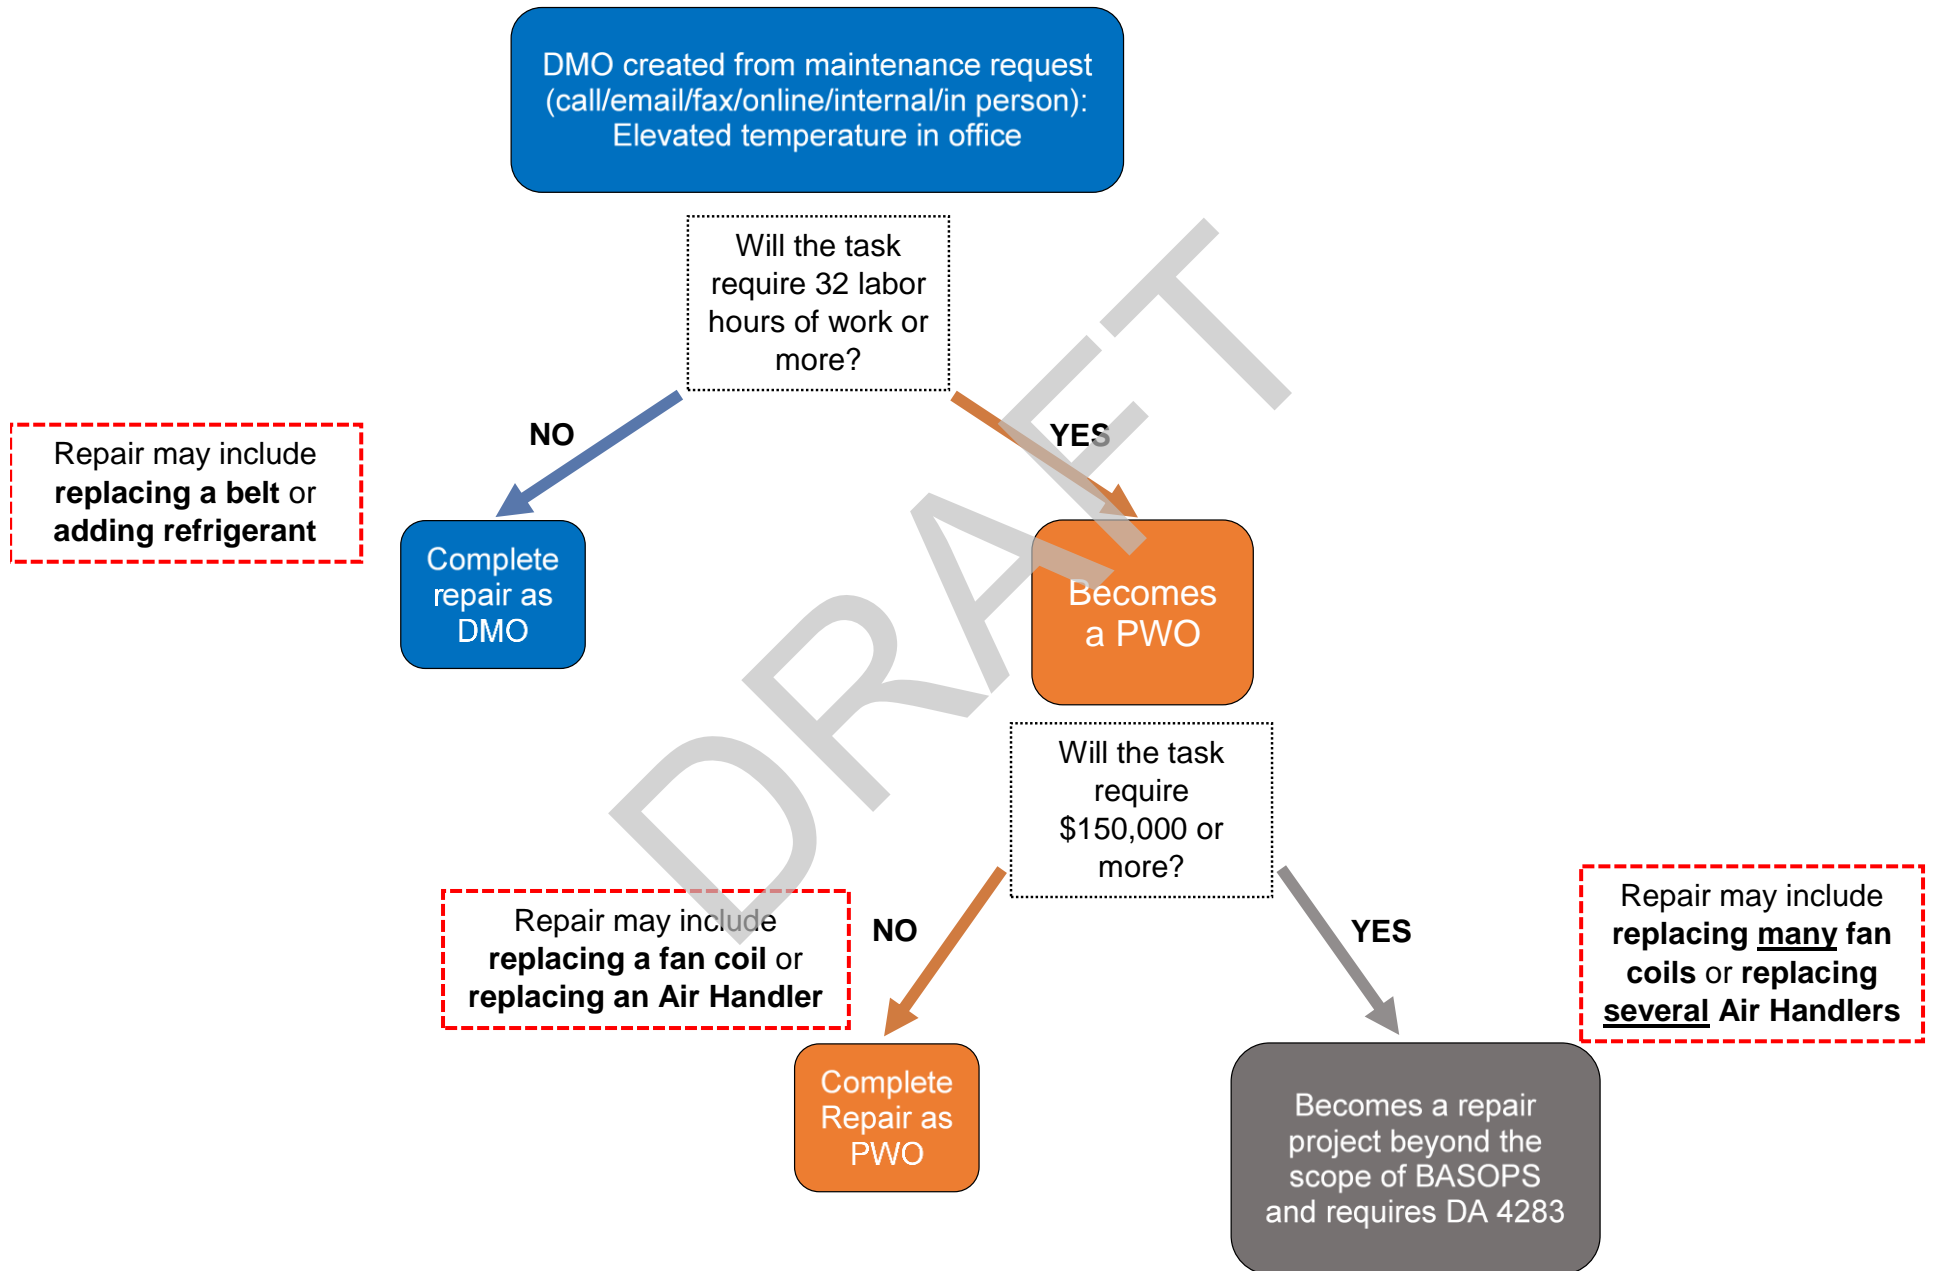 DMO created from maintenance request
(call/email/fax/online/internal/in person):
Elevated temperature in office
Will the task
require 32 labor
hours of work or
more?
NO
YES
Repair may include
replacing a belt or
adding refrigerant
Complete
repair as
DMO
Becomes
a PWO
DRAFT
Will the task
require
$150,000 or
more?
Repair may include
replacing a fan coil or
replacing an Air Handler
NO
YES
Repair may include
replacing many fan
coils or replacing
several Air Handlers
Complete
Repair as
PWO
Becomes a repair
project beyond the
scope of BASOPS
and requires DA 4283